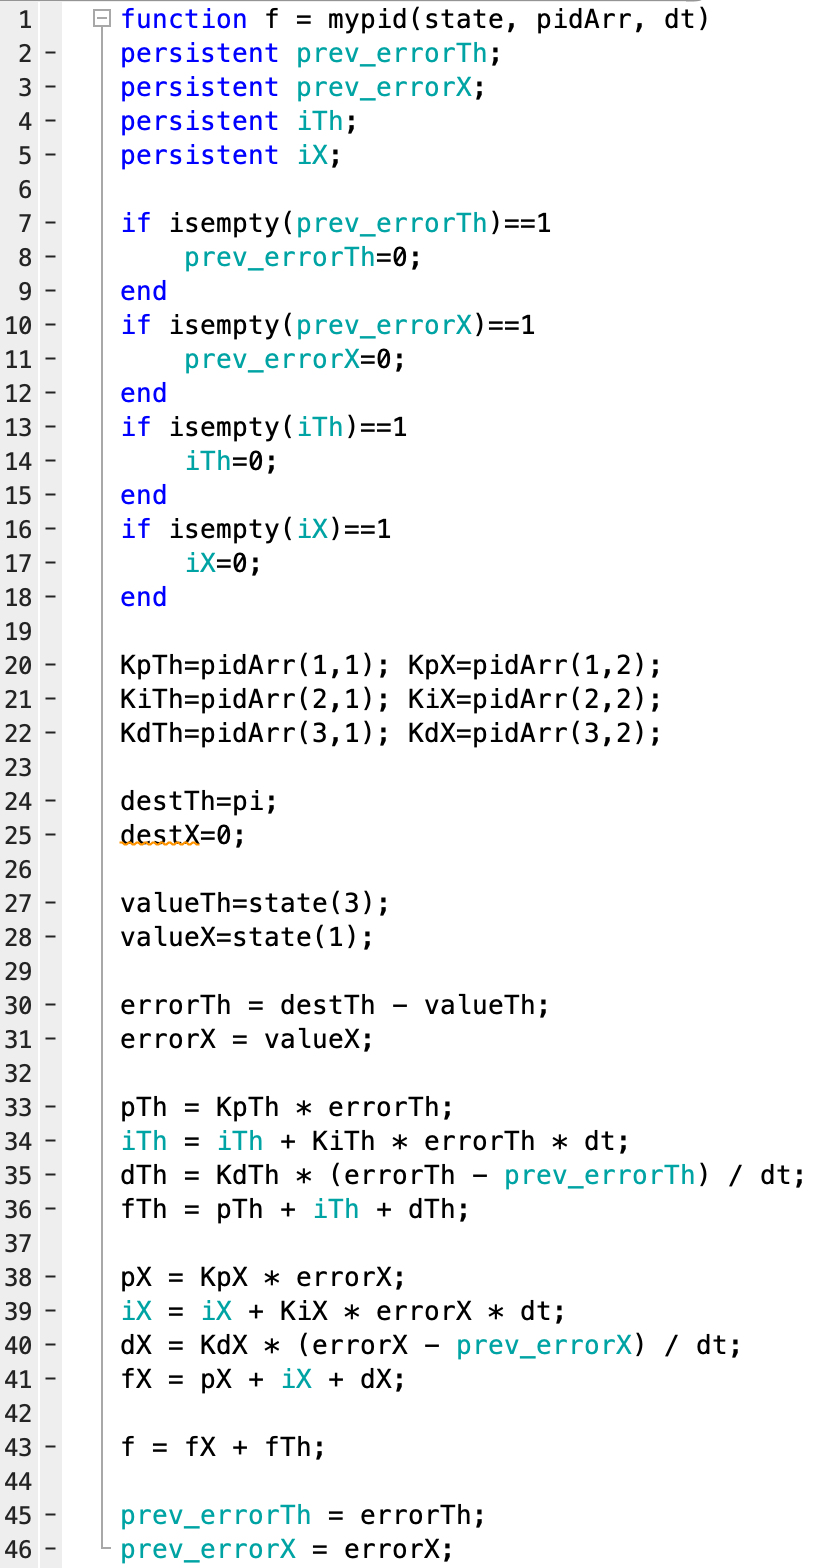 1 function f = mypid(state, pidArr, dt)
2 - persistent prev_errorTh;
3 - persistent prev_errorX;
4 - persistent iTh;
5 - persistent iX;
6
7 - if isempty(prev_errorTh)==1
8 - prev_errorTh=0;
9 - end
10 - if isempty(prev_errorX)==1
11 - prev_errorX=0;
12 - end
13 - if isempty(iTh)==1
14 - iTh=0;
15 - end
16 - if isempty(iX)==1
17 - iX=0;
18 - end
19
20 - KpTh=pidArr(1,1); KpX=pidArr(1,2);
21 - KiTh=pidArr(2,1); KiX=pidArr(2,2);
22 - KdTh=pidArr(3,1); KdX=pidArr(3,2);
23
24 - destTh=pi;
25 - destX=0;
26
27 - valueTh=state(3);
28 - valueX=state(1);
29
30 - errorTh = destTh - valueTh;
31 - errorX = valueX;
32
33 - pTh = KpTh * errorTh;
34 - iTh = iTh + KiTh * errorTh * dt;
35 - dTh = KdTh * (errorTh - prev_errorTh) / dt;
36 - fTh = pTh + iTh + dTh;
37
38 - pX = KpX * errorX;
39 - iX = iX + KiX * errorX * dt;
40 - dX = KdX * (errorX - prev_errorX) / dt;
41 - fX = pX + iX + dX;
42
43 - f = fX + fTh;
44
45 - prev_errorTh = errorTh;
46 - prev_errorX = errorX;